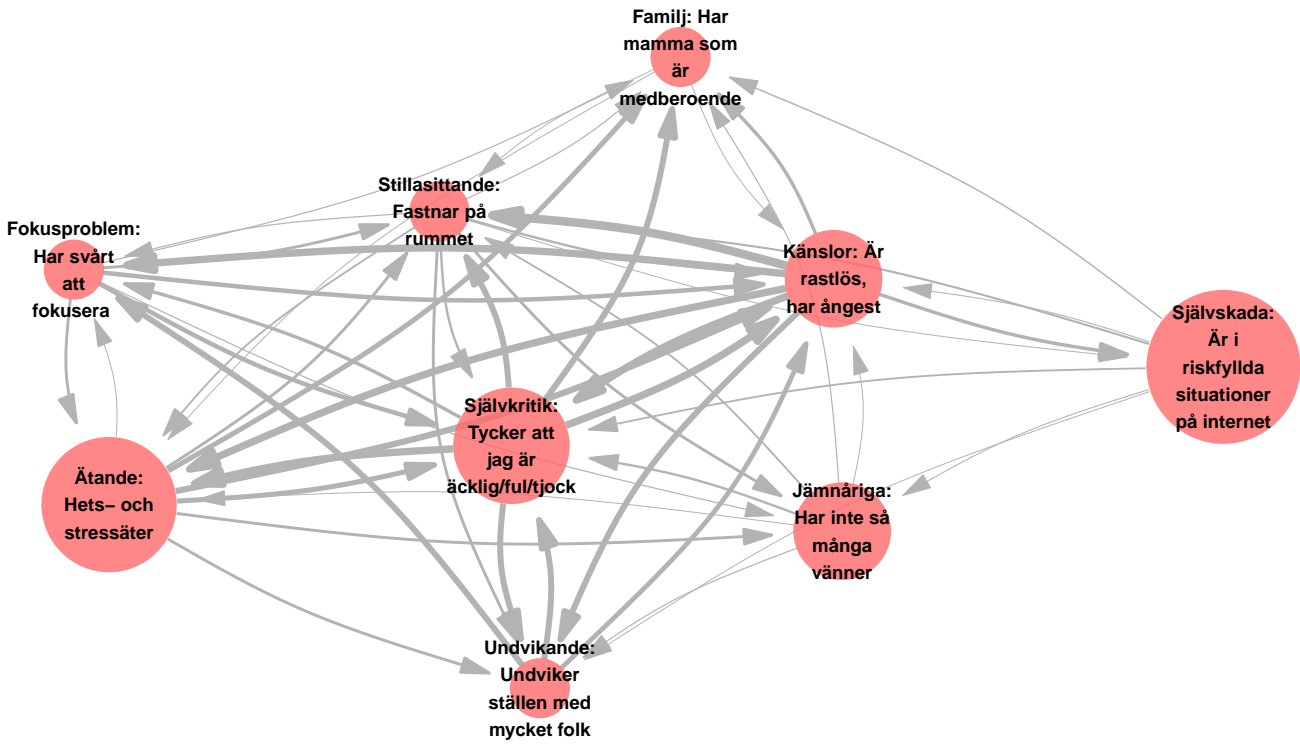 Familj: Har
mamma som
är
medberoende
Stillasittande:
Fastnar på
rummet
Fokusproblem:
Har svårt
att
fokusera
Känslor: Är
rastlös,
har ångest
Självskada:
Är i
riskfyllda
situationer
på internet
Självkritik:
Tycker att
jag är
äcklig/ful/tjock
Ätande:
Hets– och
stressäter
Jämnåriga:
Har inte så
många
vänner
Undvikande:
Undviker
ställen med
mycket folk